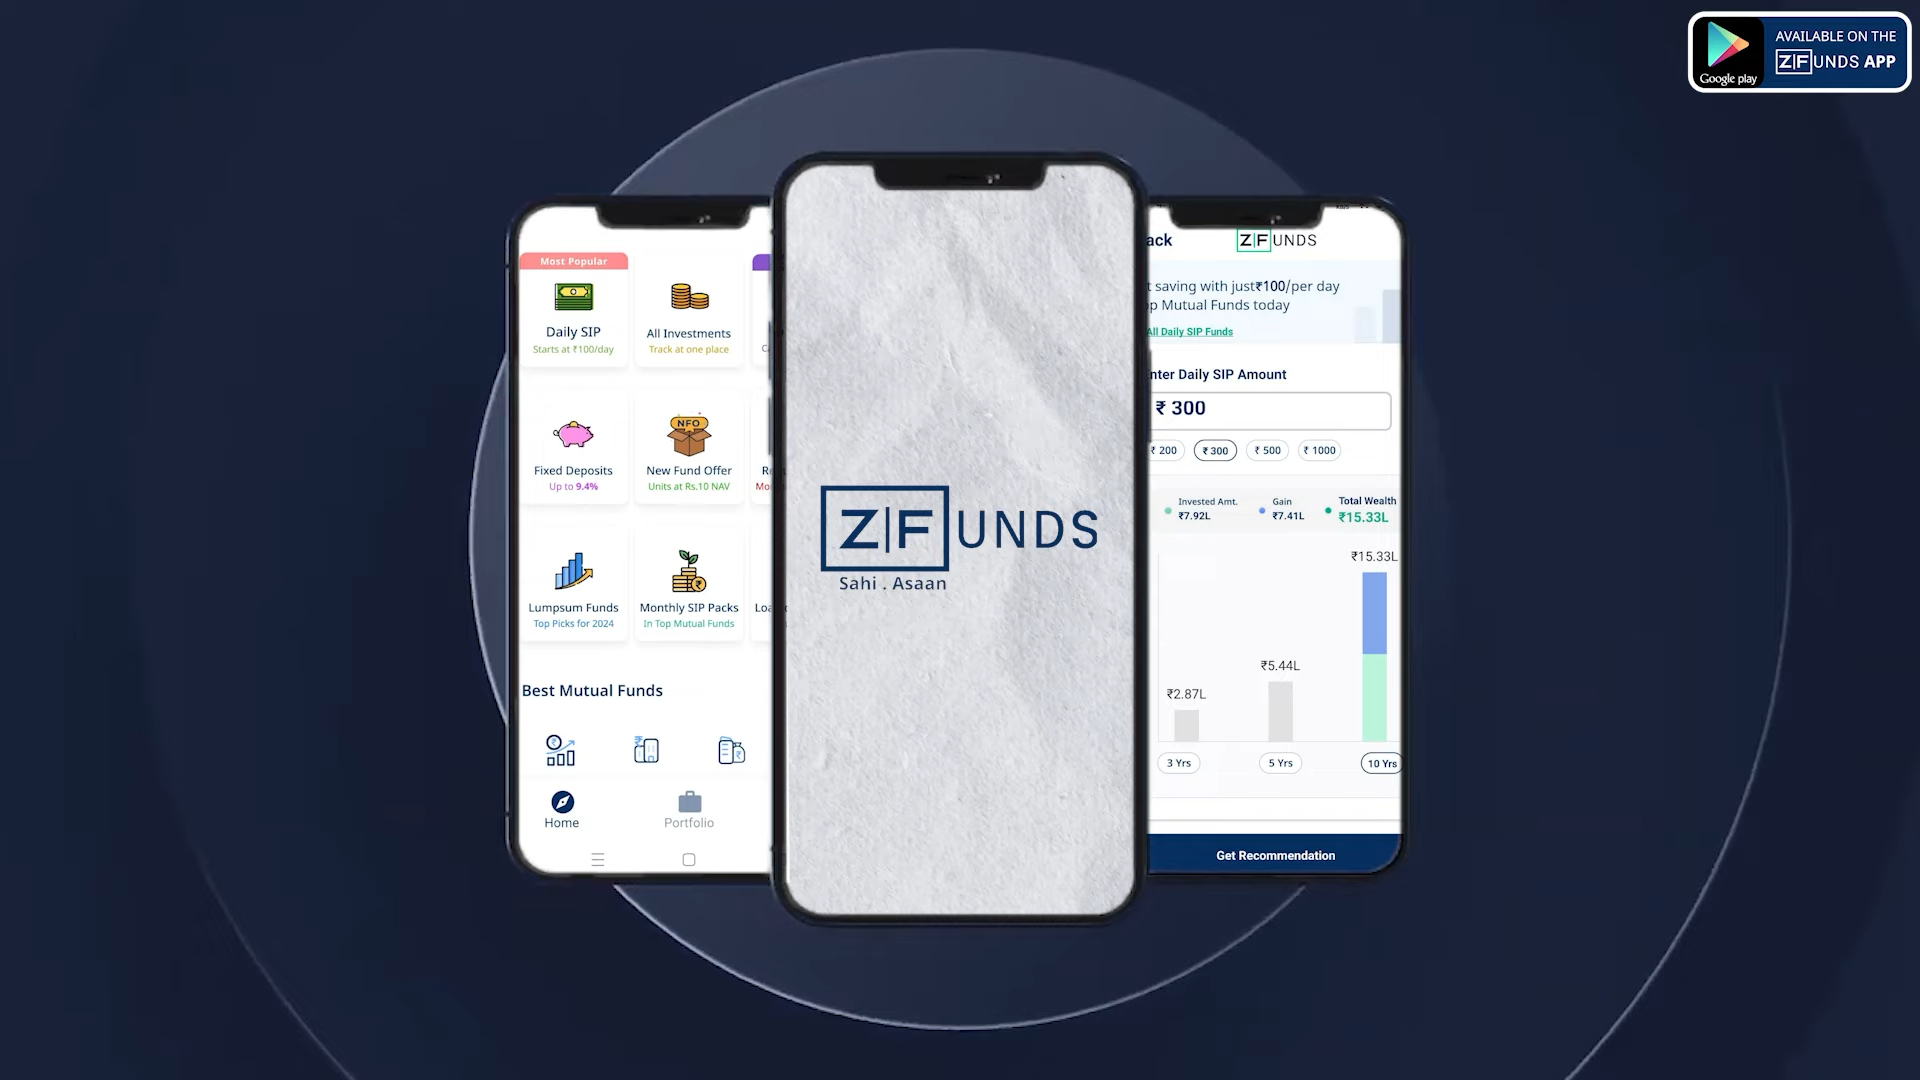 AVAILABLE ON THE
ZFUNDS APP
Google play
Most Popular
Daily SIP
Starts at ₹100/day
All Investments
Track at one place
Fixed Deposits
Up to 9.4%
NFO
New Fund Offer
Units at Rs.10 NAV
Lumpsum Funds
Top Picks for 2024
Monthly SIP Packs
In Top Mutual Funds
Best Mutual Funds
Home
Portfolio
Z|FUNDS
Sahi . Asaan
ack
Z|FUNDS
t saving with just₹100/per day
p Mutual Funds today
All Daily SIP Funds
nter Daily SIP Amount
₹ 300
₹ 200
₹ 300
₹ 500
₹ 1000
Invested Amt.
₹7.92L
Gain
₹7.41L
Total Wealth
₹15.33L
₹15.33L
₹5.44L
₹2.87L
3 Yrs
5 Yrs
10 Yrs
Get Recommendation